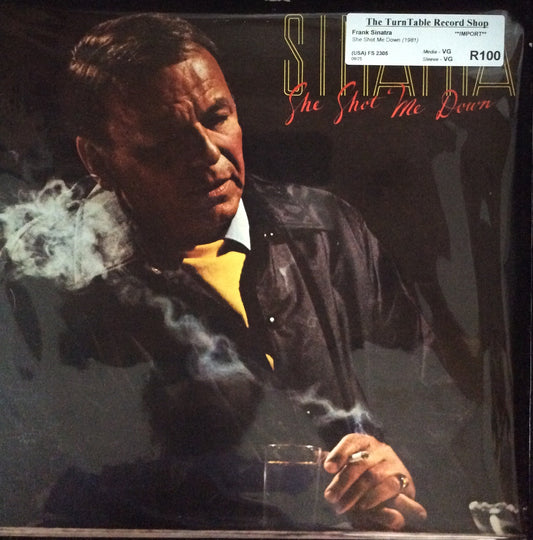 The TurnTable Record Shop
Frank Sinatra **IMPORT**
She Shot Me Down (1981)
(USA) FS 2305 Media - VG
Sleeve - VG R100
SINATRA
She Shot Me Down